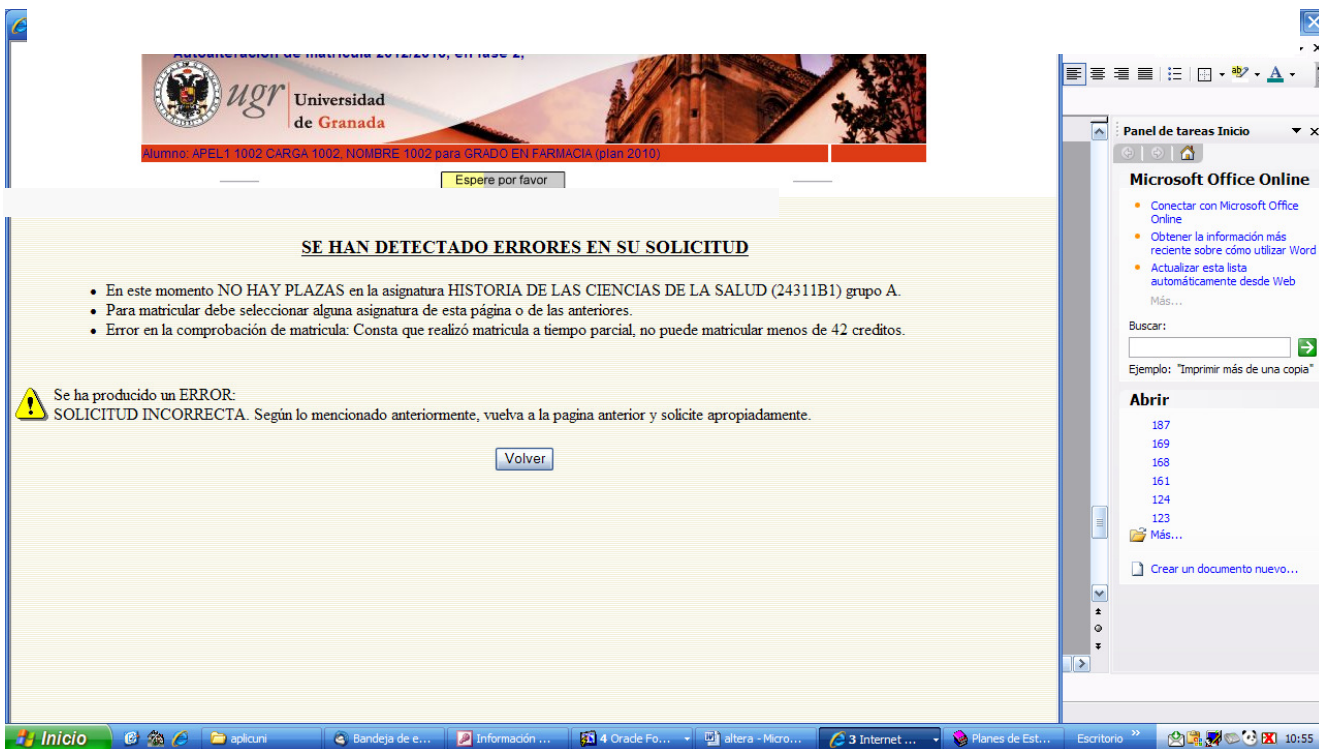 Autoalteración de matrícula 2012/2013, en fase 2,
ugr Universidad
de Granada
Alumno: APEL1 1002 CARGA 1002, NOMBRE 1002 para GRADO EN FARMACIA (plan 2010)
Espere por favor
SE HAN DETECTADO ERRORES EN SU SOLICITUD
• En este momento NO HAY PLAZAS en la asignatura HISTORIA DE LAS CIENCIAS DE LA SALUD (24311B1) grupo A.
• Para matricular debe seleccionar alguna asignatura de esta página o de las anteriores.
• Error en la comprobación de matricula: Consta que realizó matricula a tiempo parcial, no puede matricular menos de 42 creditos.
Se ha producido un ERROR:
SOLICITUD INCORRECTA. Según lo mencionado anteriormente, vuelva a la pagina anterior y solicite apropiadamente.
Volver
Panel de tareas Inicio
Microsoft Office Online
• Conectar con Microsoft Office
Online
• Obtener la información más
reciente sobre cómo utilizar Word
• Actualizar esta lista
automáticamente desde Web
Más...
Buscar:
Ejemplo: "Imprimir más de una copia"
Abrir
187
169
168
161
124
123
Más...
Crear un documento nuevo...
Inicio
aplicuni
Bandeja de e...
Información ...
4 Oracle Fo...
altera - Micro...
3 Internet ...
Planes de Est...
Escritorio
10:55